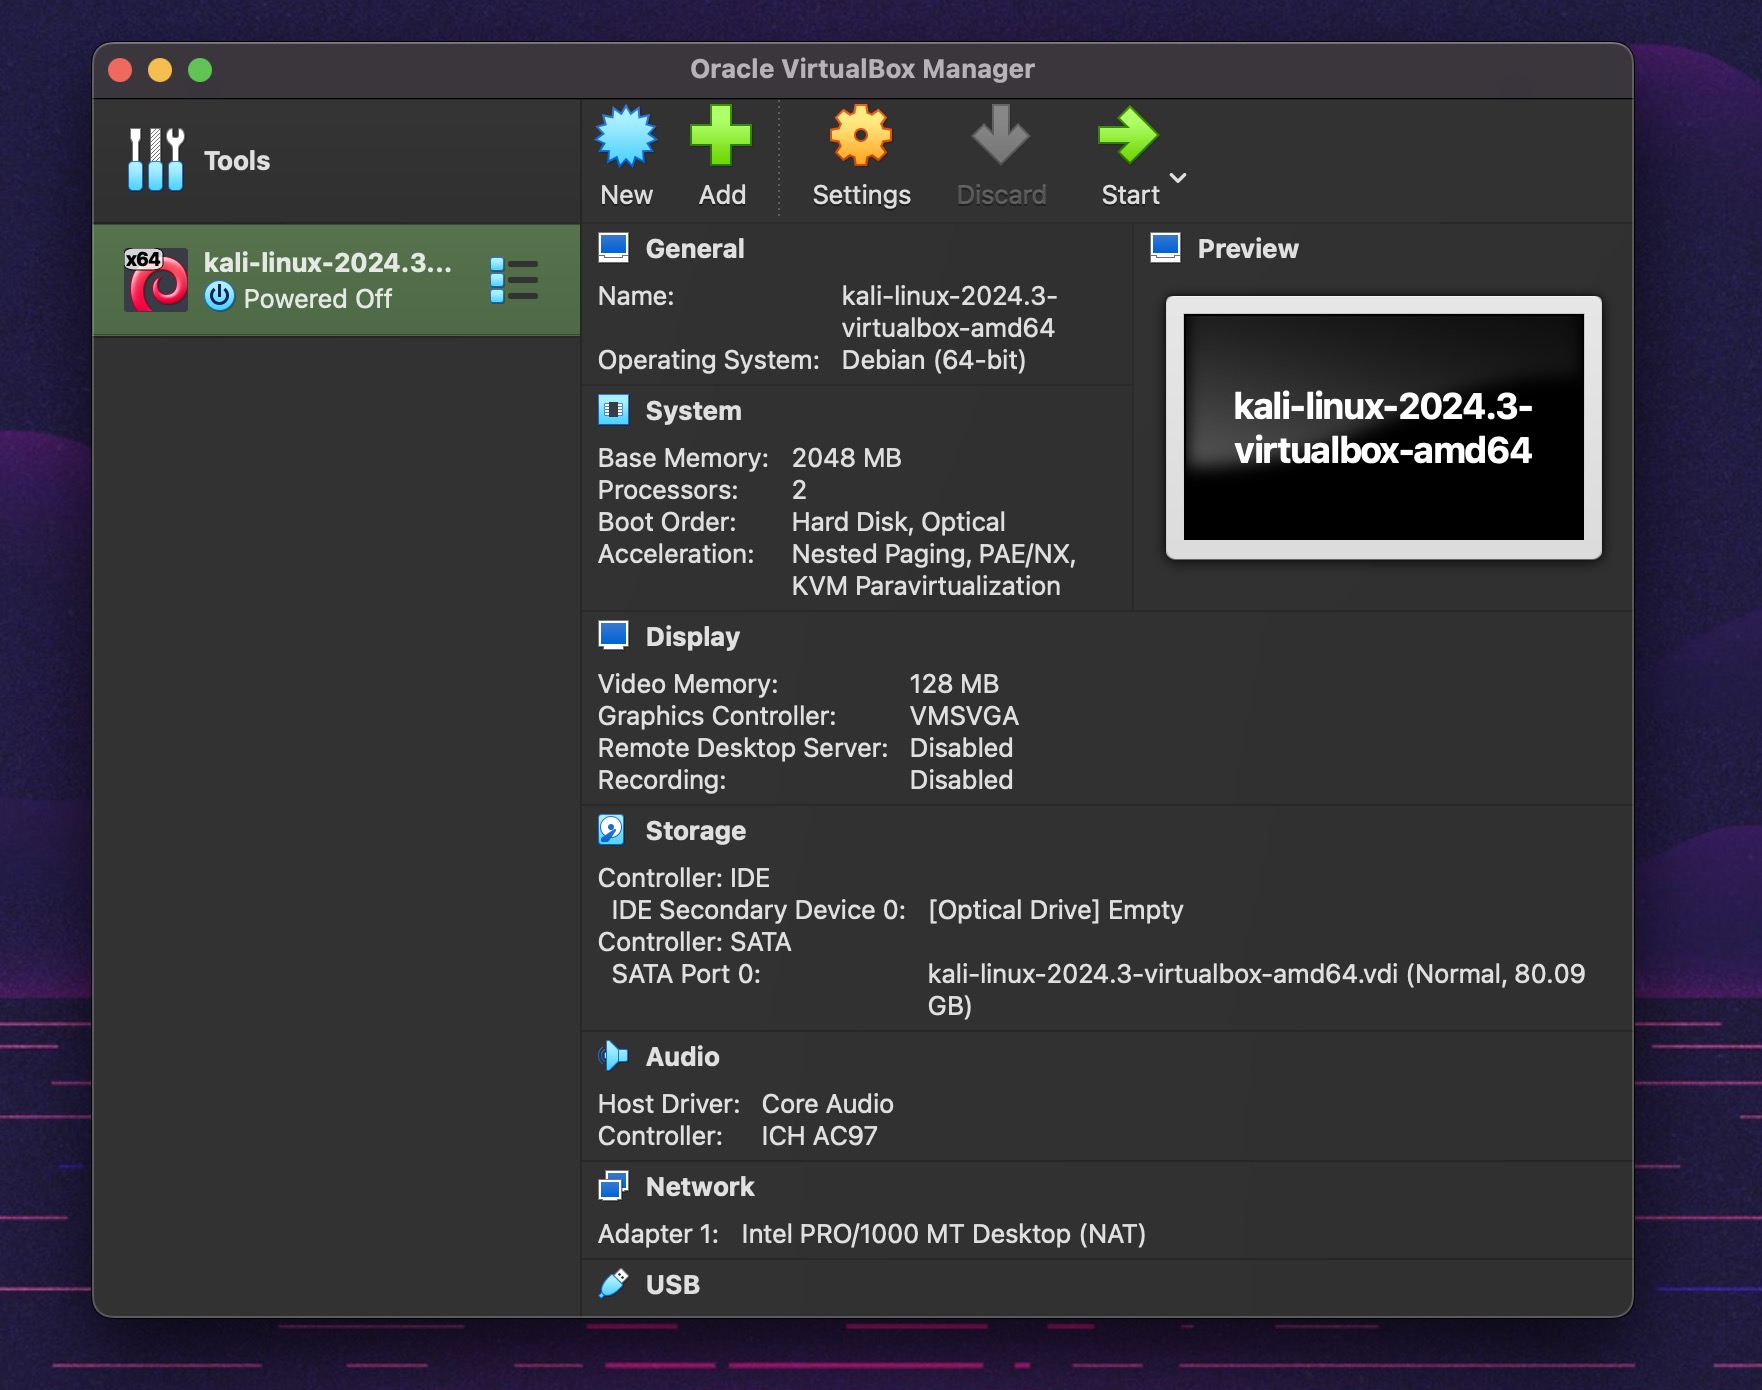 Oracle VirtualBox Manager
Tools
New
Add
Settings
Discard
Start
x64
kali-linux-2024.3...
Powered Off
General
Name: kali-linux-2024.3-
virtualbox-amd64
Operating System: Debian (64-bit)
Preview
kali-linux-2024.3-
virtualbox-amd64
System
Base Memory: 2048 MB
Processors: 2
Boot Order: Hard Disk, Optical
Acceleration: Nested Paging, PAE/NX,
KVM Paravirtualization
Display
Video Memory: 128 MB
Graphics Controller: VMSVGA
Remote Desktop Server: Disabled
Recording: Disabled
Storage
Controller: IDE
IDE Secondary Device 0: [Optical Drive] Empty
Controller: SATA
SATA Port 0: kali-linux-2024.3-virtualbox-amd64.vdi (Normal, 80.09
GB)
Audio
Host Driver: Core Audio
Controller: ICH AC97
Network
Adapter 1: Intel PRO/1000 MT Desktop (NAT)
USB